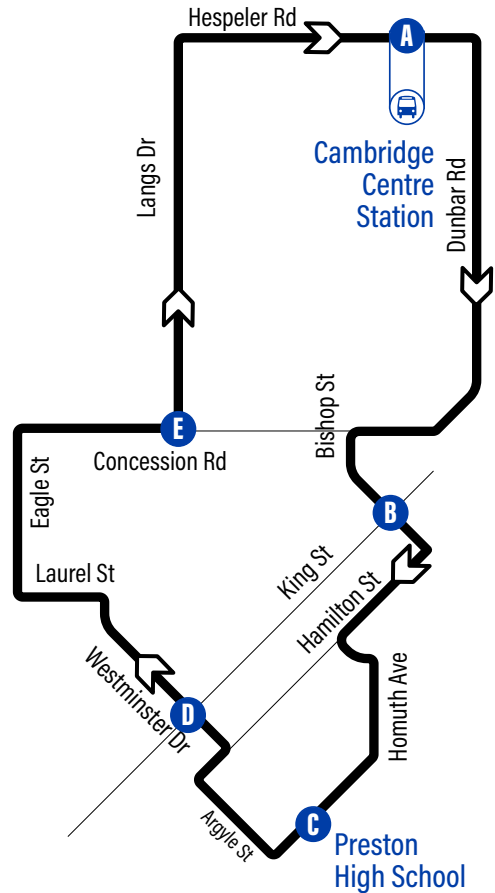 Hespeler Rd
A
Cambridge
Centre
Station
Langs Dr
Dunbar Rd
Bishop St
E
Concession Rd
Eagle St
B
King St
Laurel St
Hamilton St
Westminster Dr
D
Homuth Ave
Argyle St
C
Preston
High School